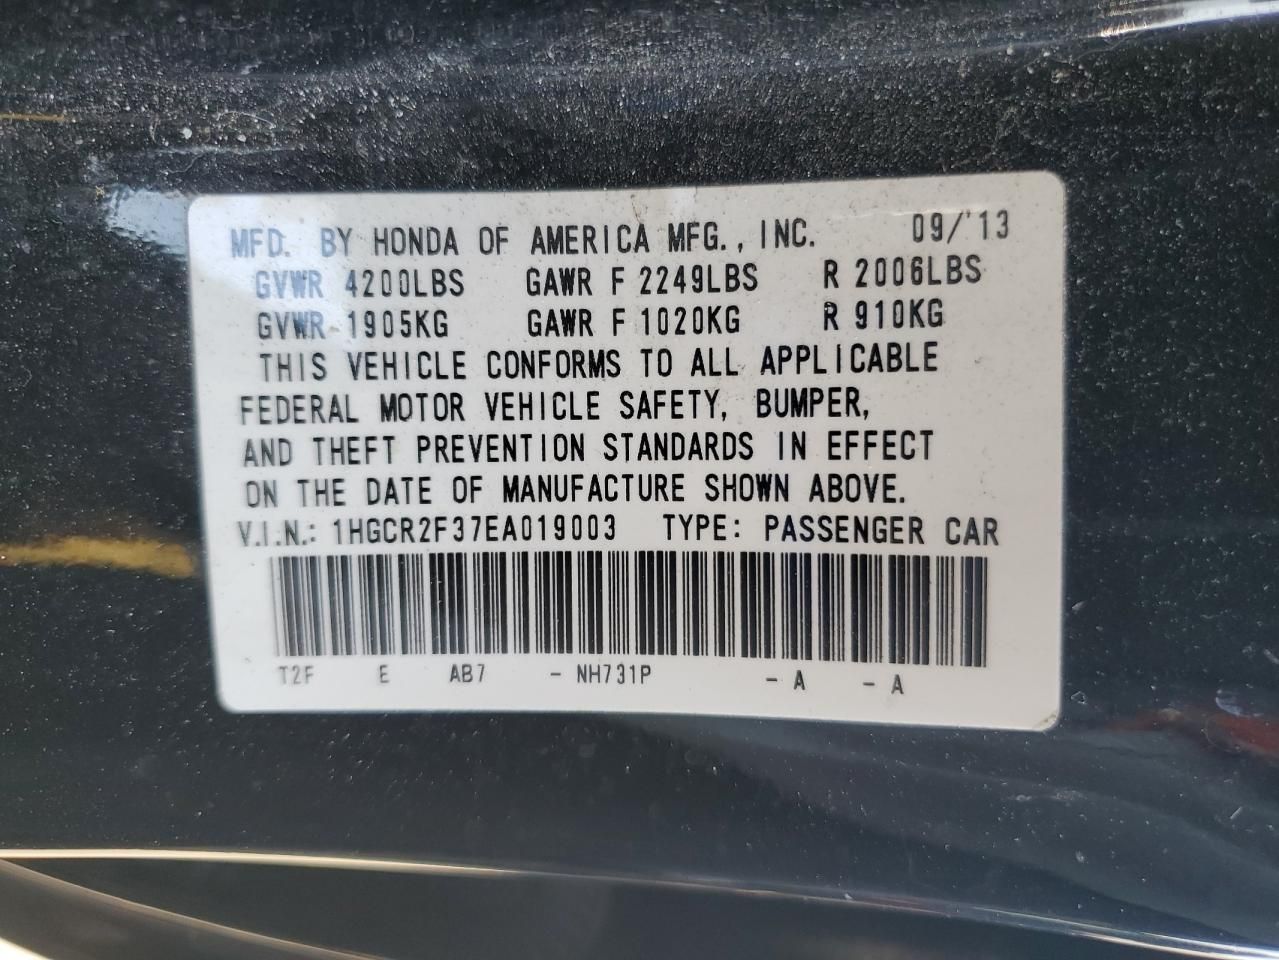 MFD. BY HONDA OF AMERICA MFG., INC. 09/'13
GVWR 4200LBS GAWR F 2249LBS R 2006LBS
GVWR 1905KG GAWR F 1020KG R 910KG
THIS VEHICLE CONFORMS TO ALL APPLICABLE
FEDERAL MOTOR VEHICLE SAFETY, BUMPER,
AND THEFT PREVENTION STANDARDS IN EFFECT
ON THE DATE OF MANUFACTURE SHOWN ABOVE.
V.I.N.: 1HGCR2F37EA019003 TYPE: PASSENGER CAR
T2F E AB7 - NH731P - A - A